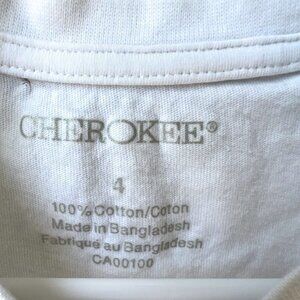 CHEROKEE®
4
100% Cotton/Coton
Made in Bangladesh
Fabriqué au Bangladesh
CA00100